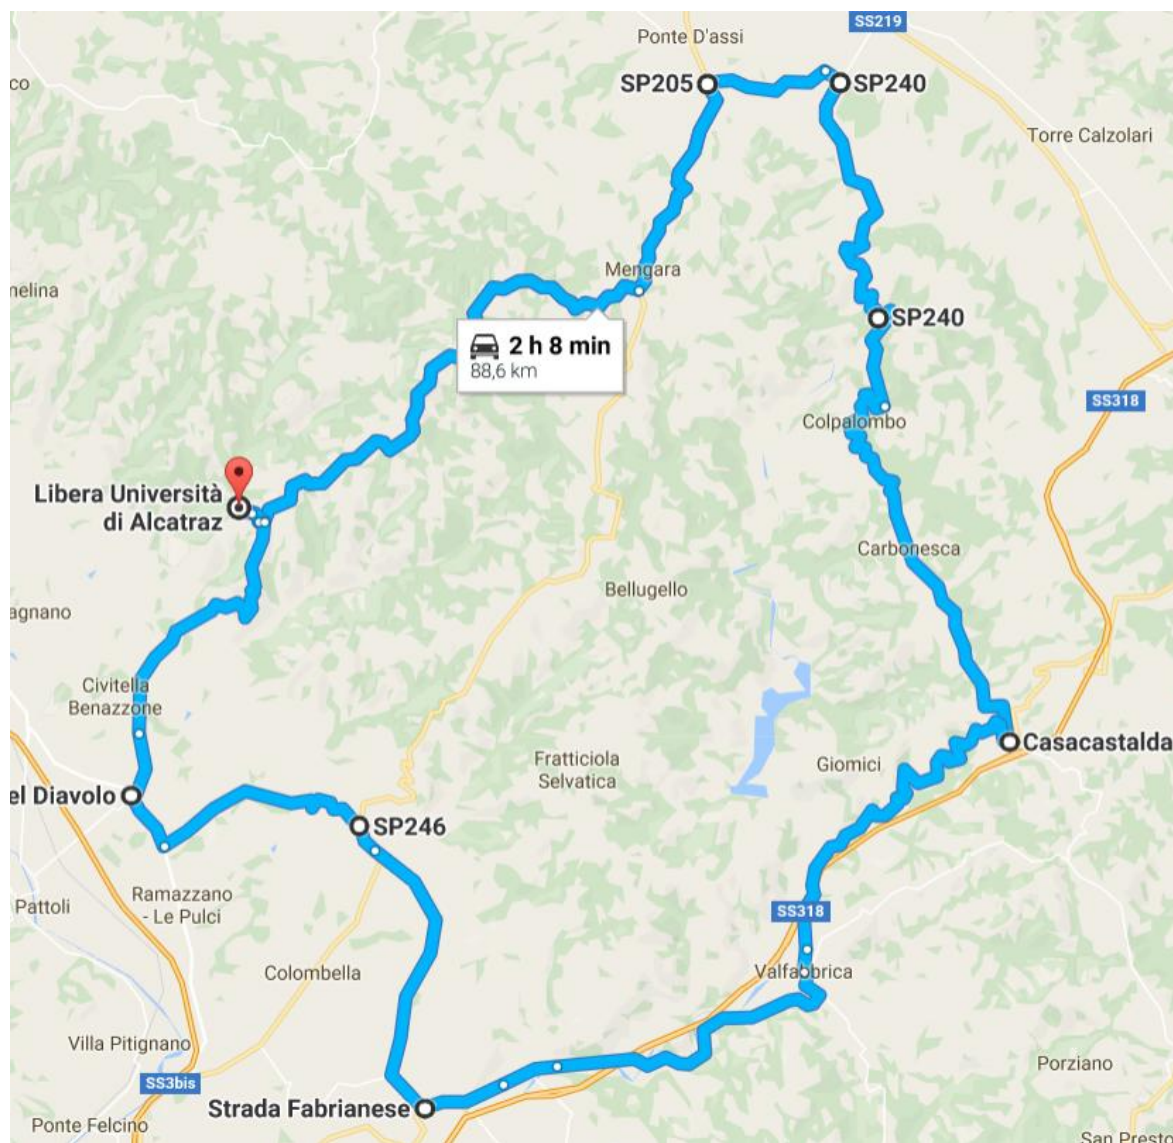 SS219
Ponte D'assi
co
SP205
SP240
Torre Calzolari
Mengara
nelina
SP240
2 h 8 min
88,6 km
SS318
Colpalombo
Libera Università
di Alcatraz
Carbonesca
Bellugello
agnano
Civitella
Benazzone
Casacastalda
Fratticiola
Selvatica
Giomici
el Diavolo
SP246
Ramazzano
- Le Pulci
Pattoli
SS318
Colombella
Valfabbrica
Villa Pitignano
Porziano
SS3bis
Strada Fabrianese
Ponte Felcino
San Presto